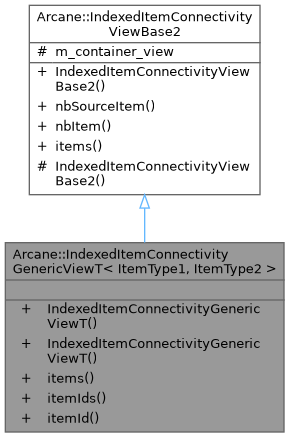 Arcane::IndexedItemConnectivity
ViewBase2
# m_container_view
+ IndexedItemConnectivityView
Base2()
+ nbSourceItem()
+ nbItem()
+ items()
# IndexedItemConnectivityView
Base2()
Arcane::IndexedItemConnectivity
GenericViewT< ItemType1, ItemType2 >
+ IndexedItemConnectivityGeneric
ViewT()
+ IndexedItemConnectivityGeneric
ViewT()
+ items()
+ itemIds()
+ itemId()